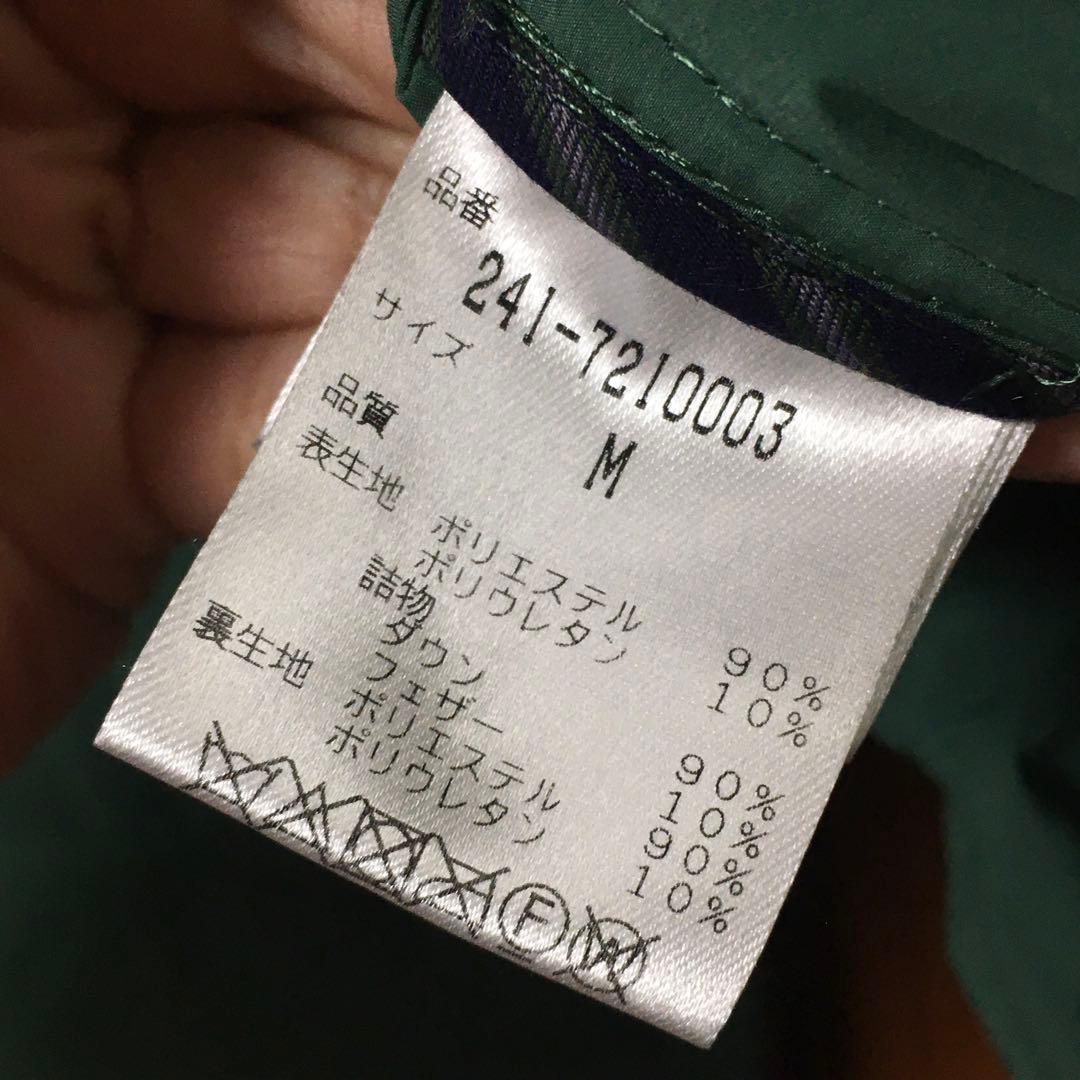 品番
241-7210003
サイズ M
品質
表生地 ポリエステル 90%
ポリウレタン 10%
詰物
ダウン 90%
フェザー 10%
裏生地 ポリエステル 90%
ポリウレタン 10%
F